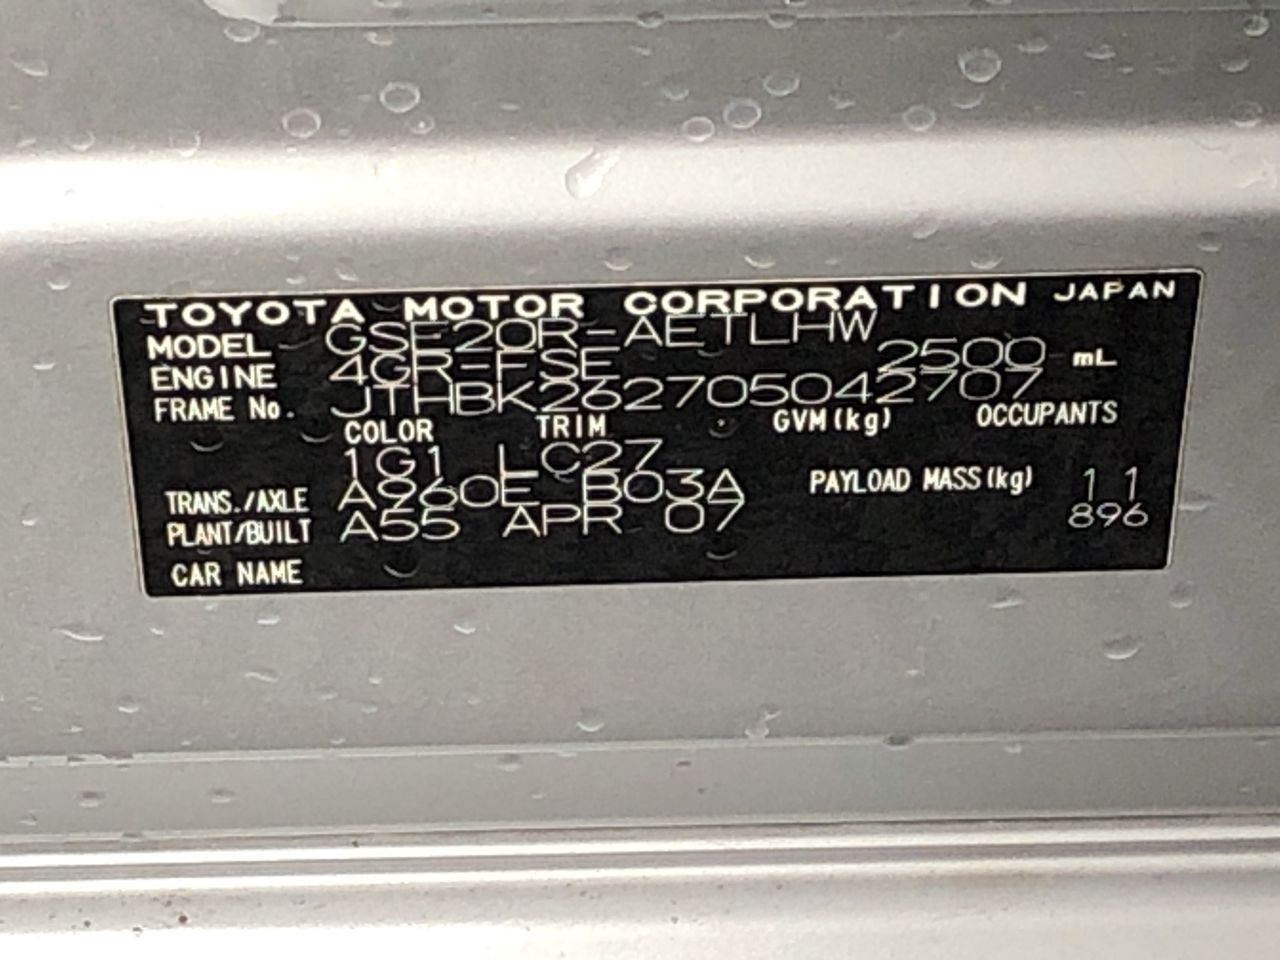 TOYOTA MOTOR CORPORATION JAPAN
MODEL GSE20R-AETLHW
ENGINE 4GR-FSE 2500 mL
FRAME No. JTHBK262705042707
COLOR TRIM GVM(kg) OCCUPANTS
1G1 LC27
TRANS./AXLE A960E B03A PAYLOAD MASS(kg) 11
PLANT/BUILT A55 APR 07 896
CAR NAME